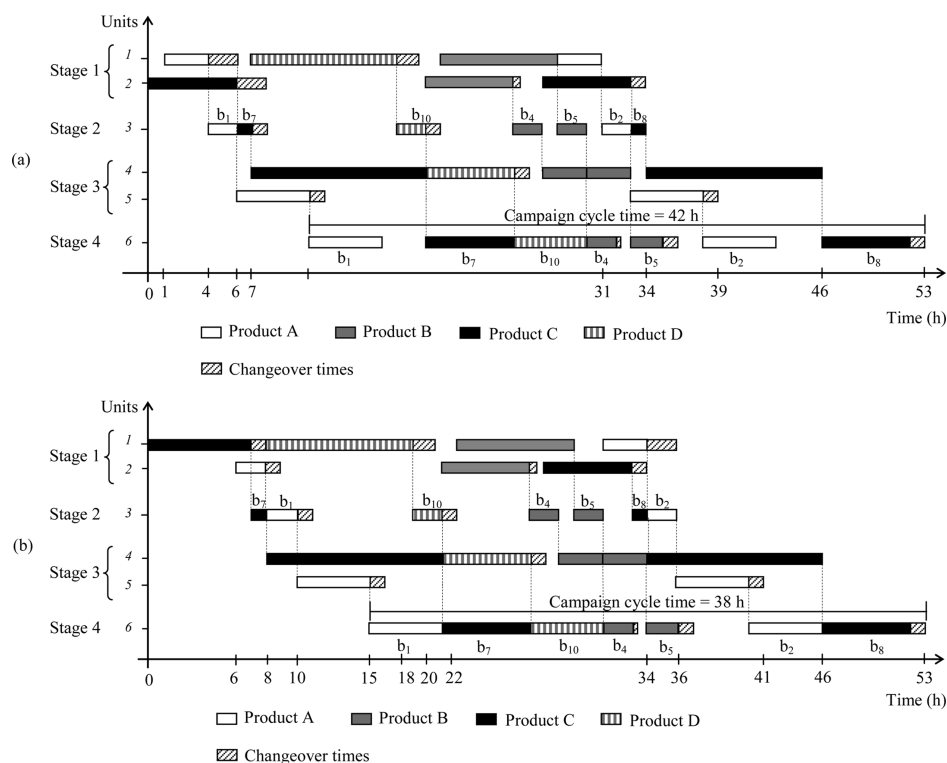 Units
Stage 1
1
2
b1 b7 b10 b4 b5 b2 b8
Stage 2 3
(a)
Stage 3
4
5
Campaign cycle time = 42 h
Stage 4 6
b1 b7 b10 b4 b5 b2 b8
0 1 4 6 7 31 34 39 46 53
Time (h)
Product A Product B Product C Product D
Changeover times
Units
Stage 1
1
2
b7 b1 b10 b4 b5 b8 b2
Stage 2 3
(b)
Stage 3
4
5
Campaign cycle time = 38 h
Stage 4 6
b1 b7 b10 b4 b5 b2 b8
0 6 8 10 15 18 20 22 34 36 41 46 53
Time (h)
Product A Product B Product C Product D
Changeover times